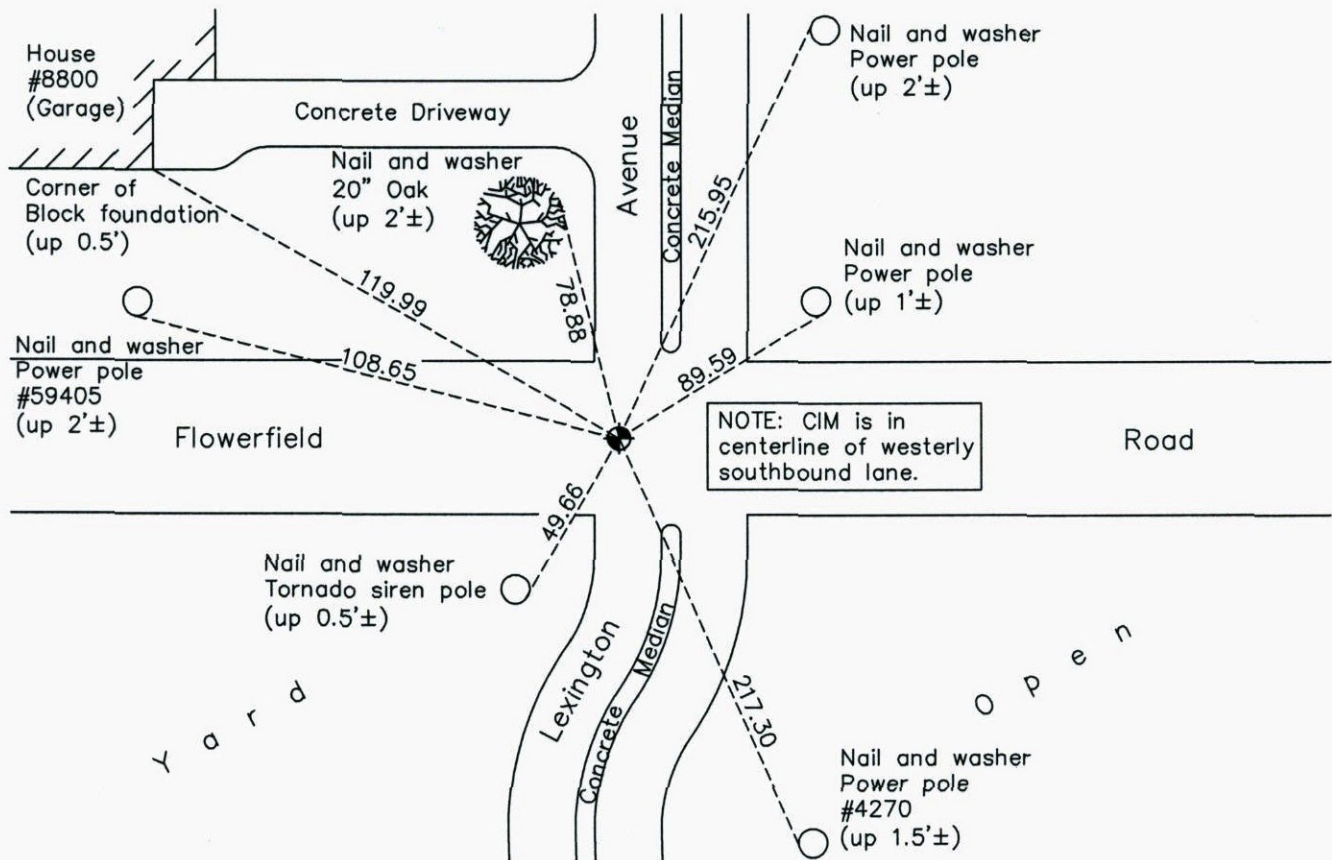 House
#8800
(Garage)
Concrete Driveway
Nail and washer
Power pole
(up 2'±)
Avenue
Concrete Median
Nail and washer
20" Oak
(up 2'±)
Corner of
Block foundation
(up 0.5')
215.95
Nail and washer
Power pole
(up 1'±)
119.99
78.88
Nail and washer
Power pole
#59405
(up 2'±)
108.65
89.59
Flowerfield
NOTE: CIM is in
centerline of westerly
southbound lane.
Road
49.66
Nail and washer
Tornado siren pole
(up 0.5'±)
Lexington
Concrete Median
217.30
Yard
Open
Nail and washer
Power pole
#4270
(up 1.5'±)